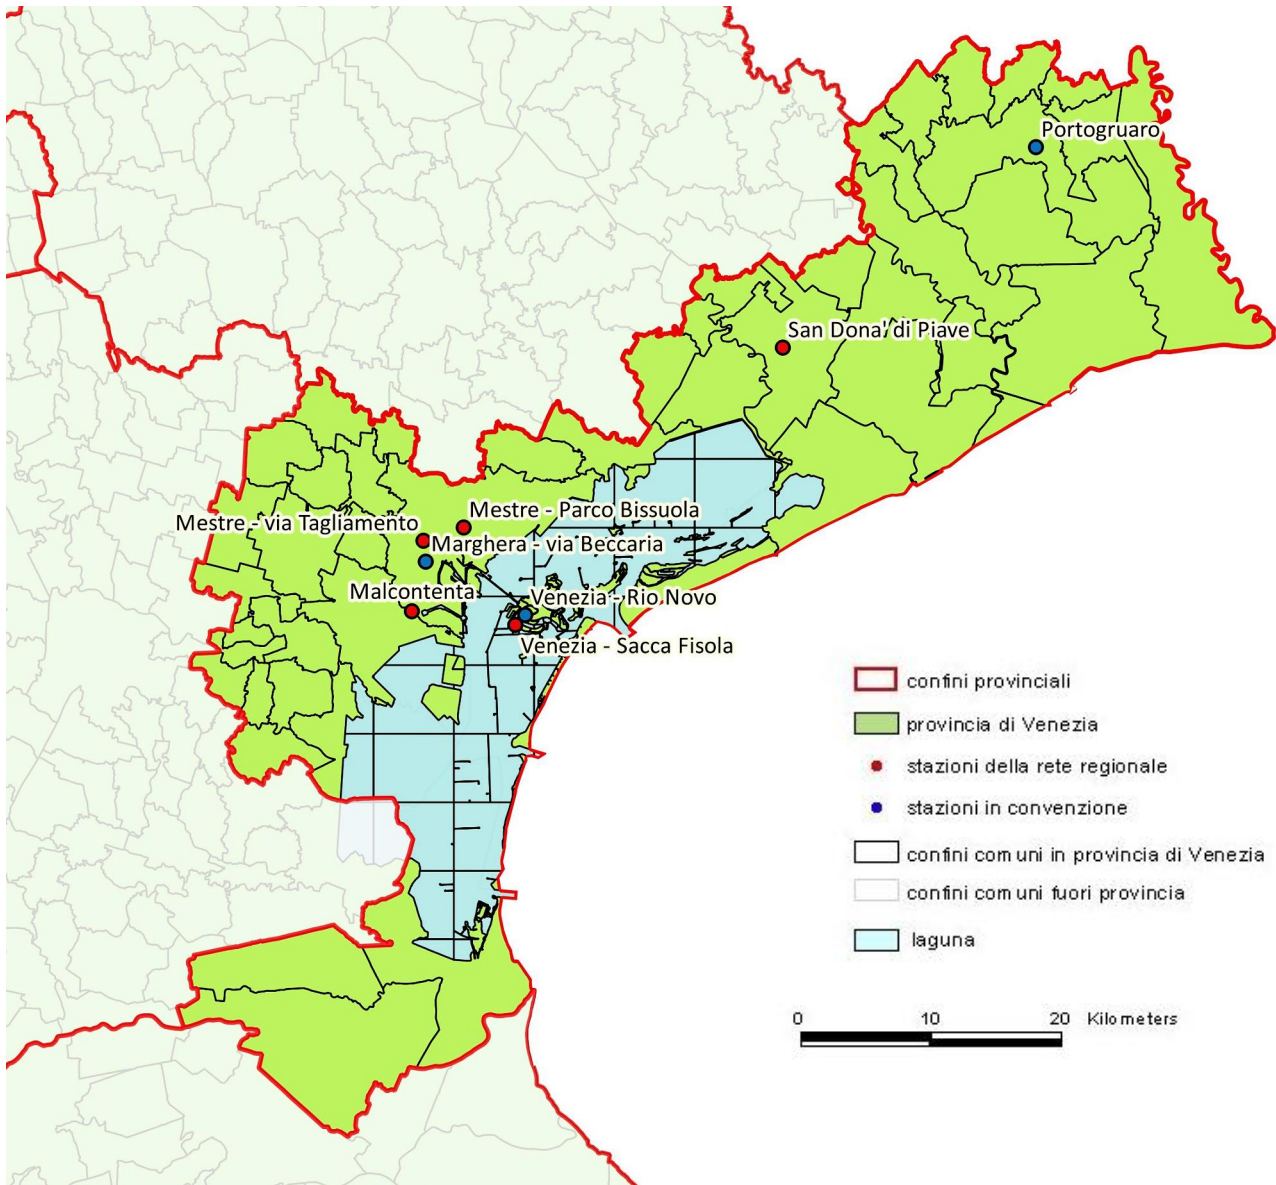 Portogruaro
San Dona' di Piave
Mestre - Parco Bissuola
Mestre - via Tagliamento
Marghera - via Beccaria
Malcontenta
Venezia - Rio Novo
Venezia - Sacca Fisola
confini provinciali
provincia di Venezia
stazioni della rete regionale
stazioni in convenzione
confini comuni in provincia di Venezia
confini comuni fuori provincia
laguna
0 10 20 Kilometers